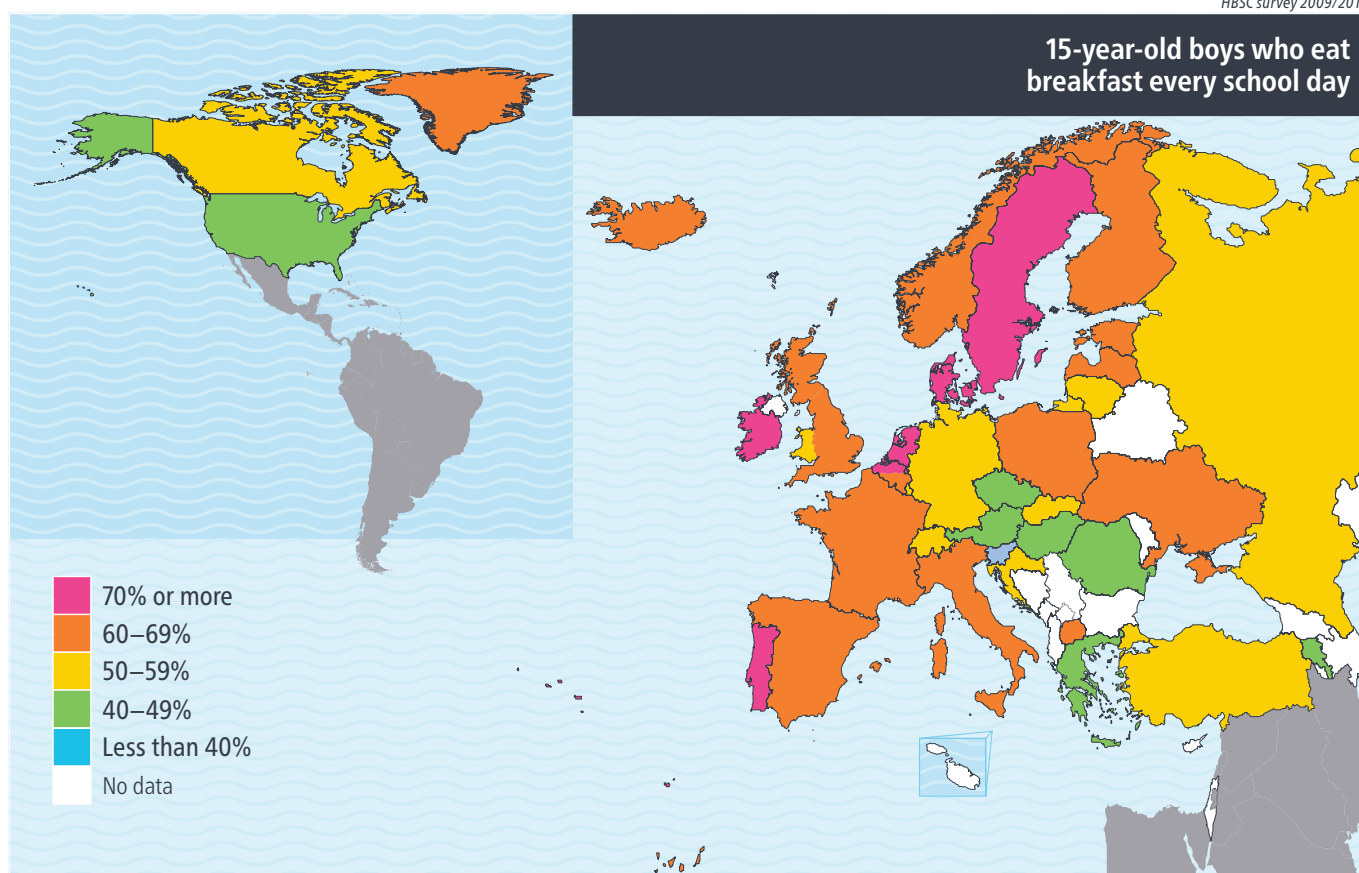 HBSC survey 2009/201
15-year-old boys who eat
breakfast every school day
70% or more
60–69%
50–59%
40–49%
Less than 40%
No data